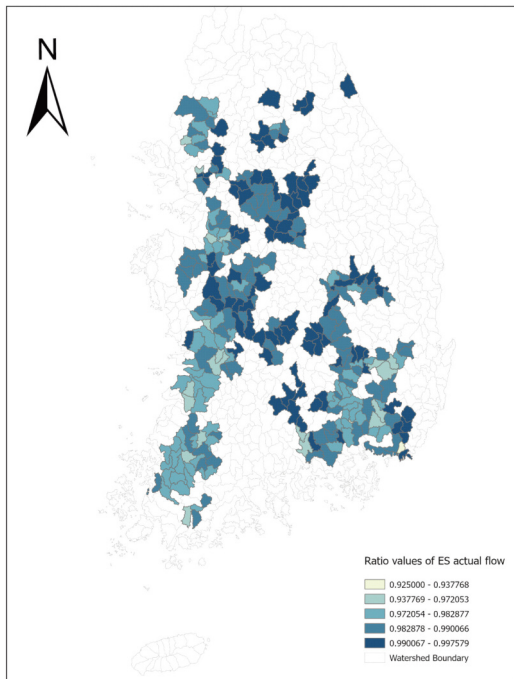 N
Ratio values of ES actual flow
0.925000 - 0.937768
0.937769 - 0.972053
0.972054 - 0.982877
0.982878 - 0.990066
0.990067 - 0.997579
Watershed Boundary